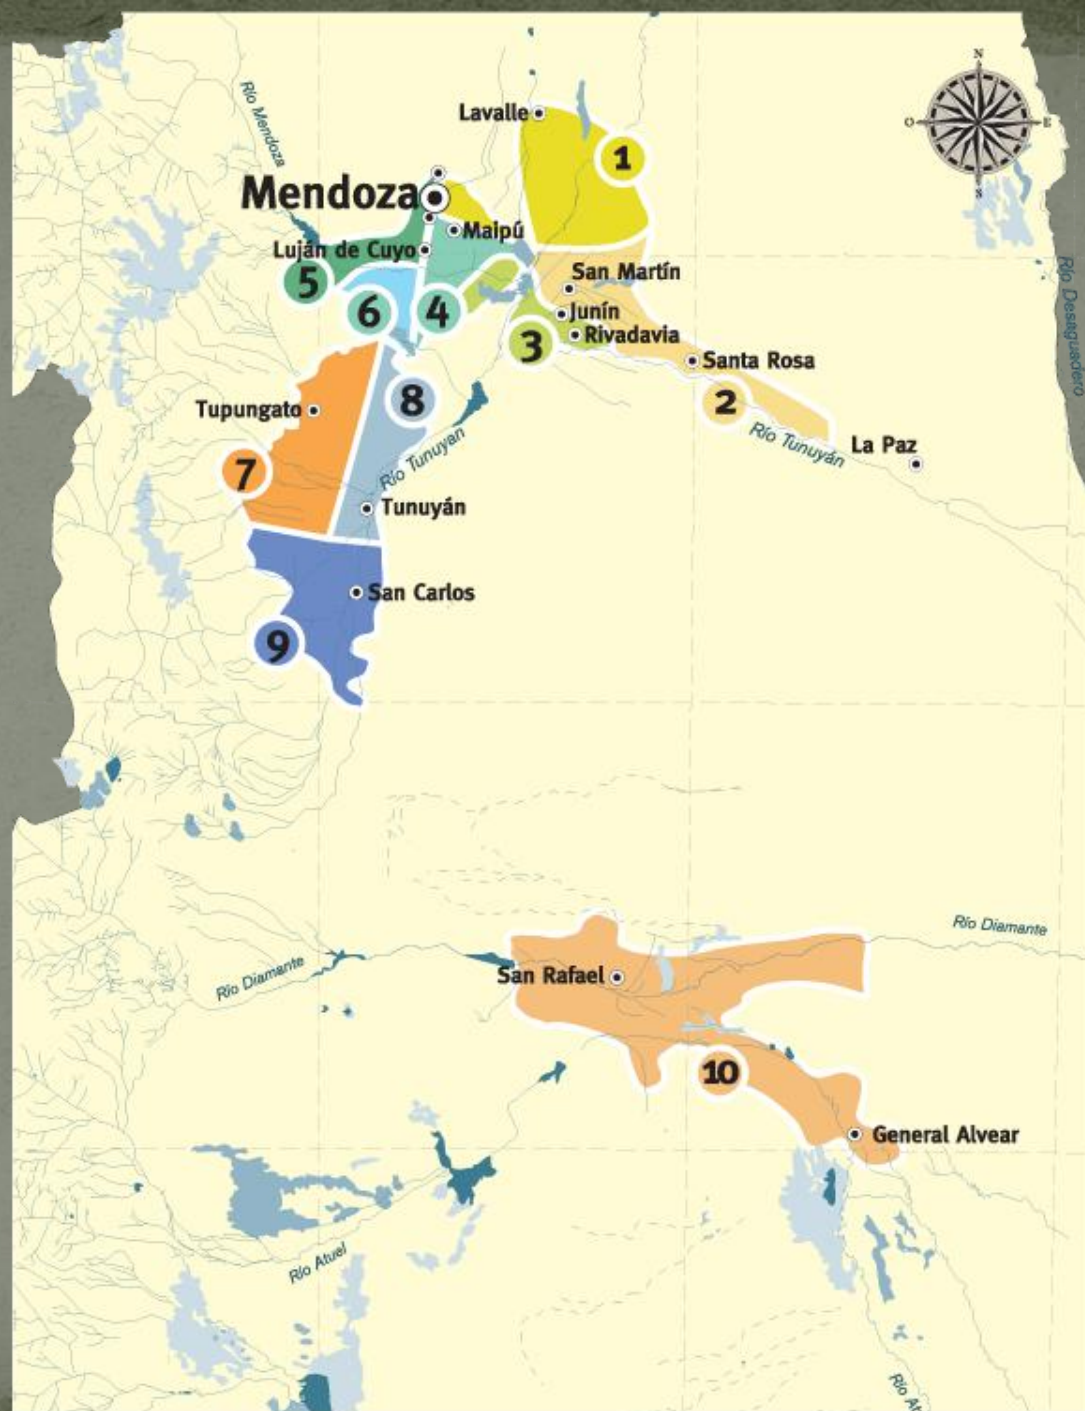 N
O
E
S
Río Mendoza
Lavalle
1
Mendoza
Maipú
Luján de Cuyo
5
6
4
San Martín
Junín
3
Rivadavia
Río Desaguadero
Santa Rosa
2
8
Tupungato
Río Tunuyán
La Paz
Río Tunuyan
7
Tunuyán
San Carlos
9
Río Diamante
Río Diamante
San Rafael
10
General Alvear
Río Atuel
Río